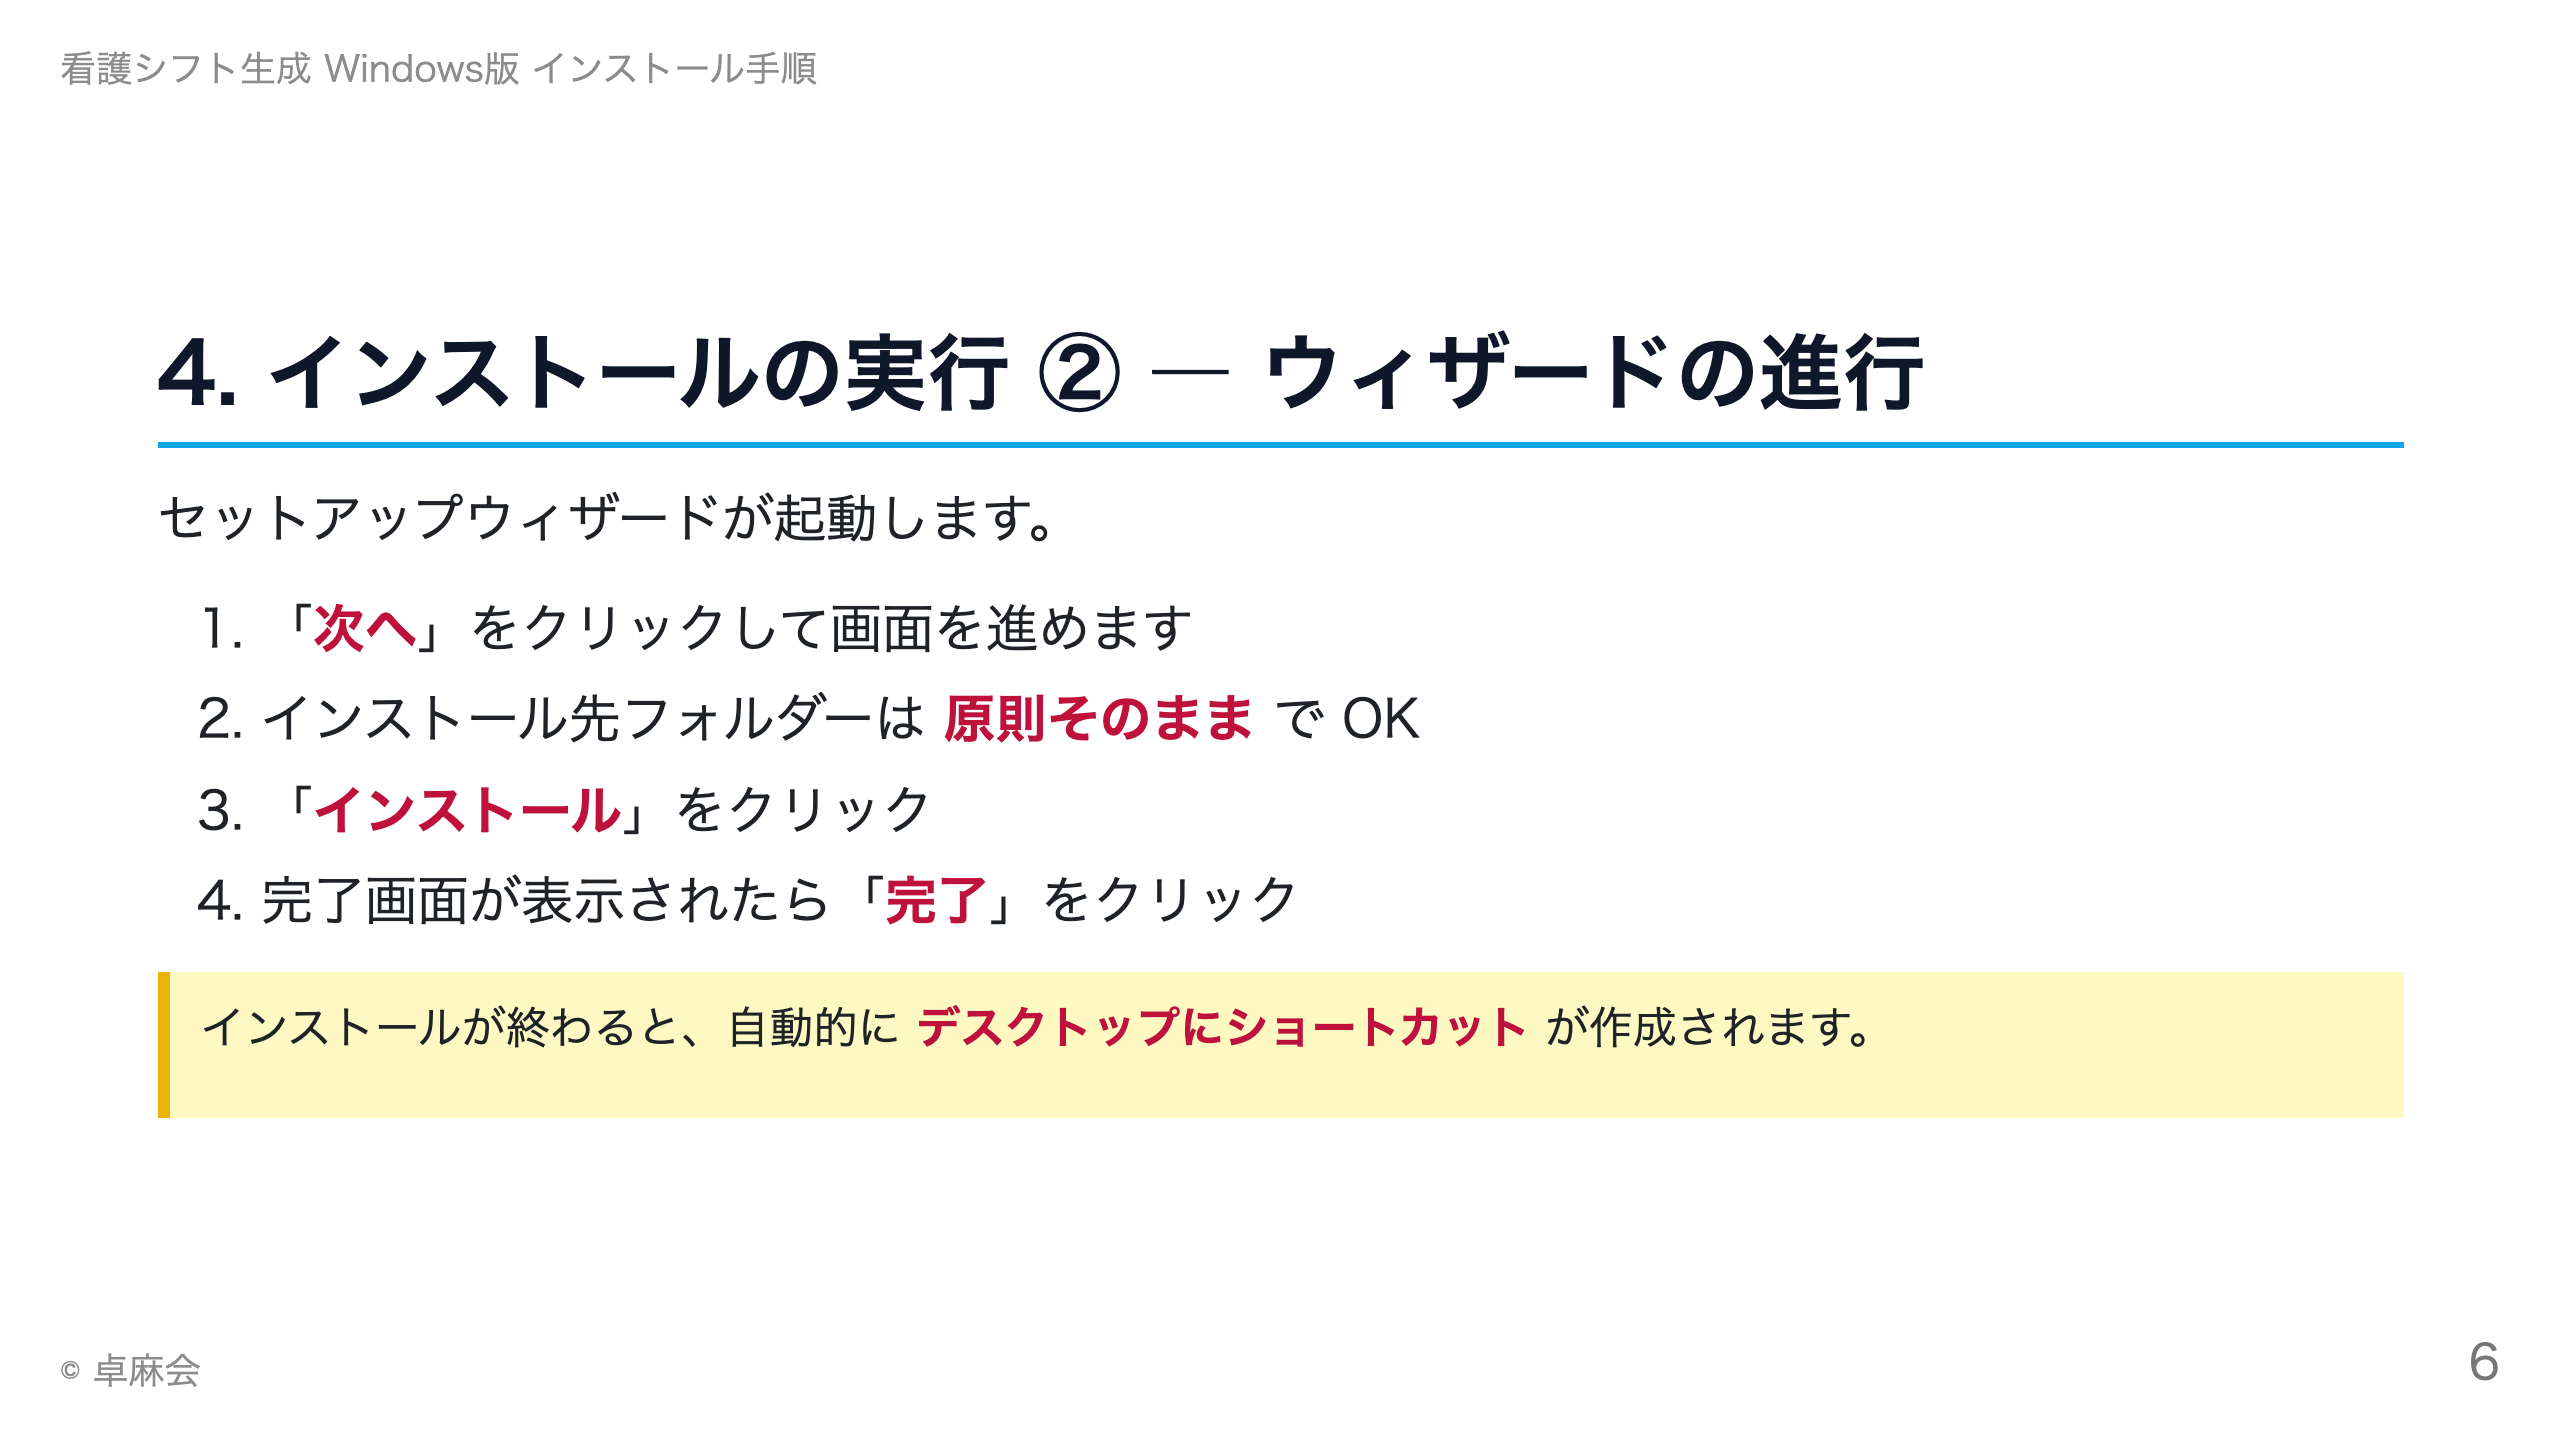 看護シフト生成 Windows版 インストール手順
4. インストールの実行 ② — ウィザードの進行
セットアップウィザードが起動します。
1. 「次へ」をクリックして画面を進めます
2. インストール先フォルダーは 原則そのまま で OK
3. 「インストール」をクリック
4. 完了画面が表示されたら「完了」をクリック
インストールが終わると、自動的に デスクトップにショートカット が作成されます。
© 卓麻会
6